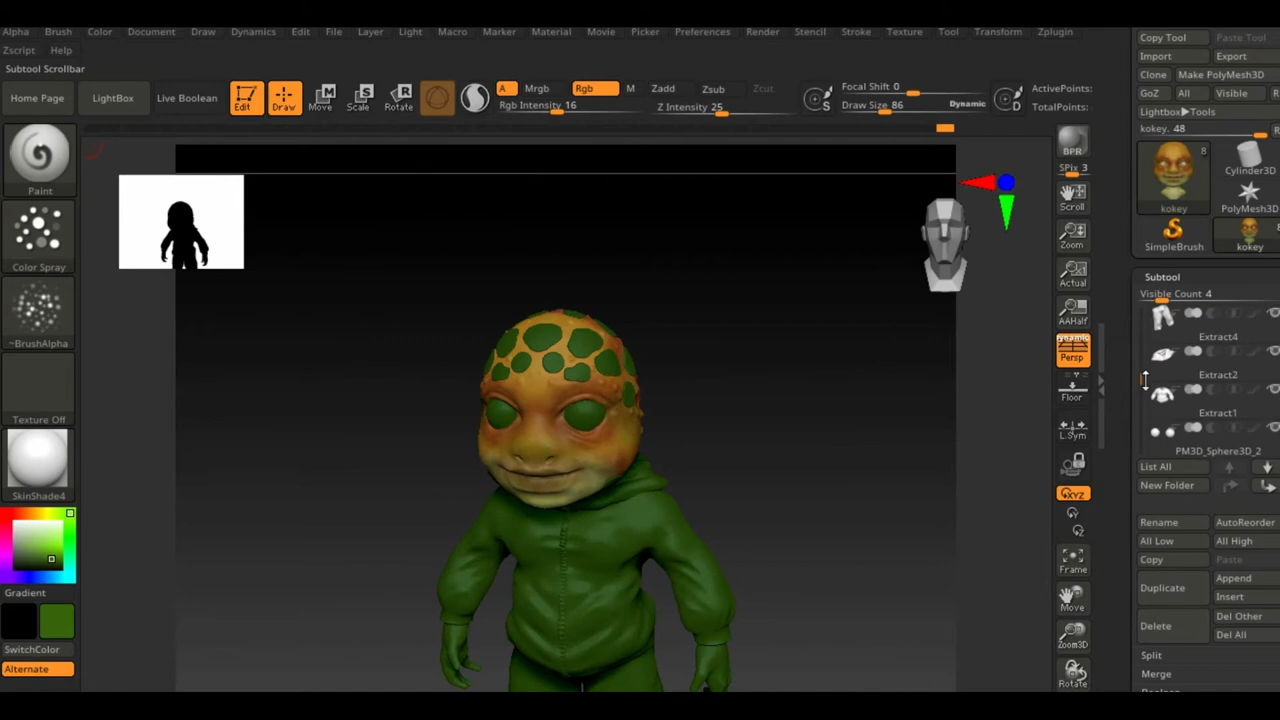 Alpha Brush Color Document Draw Dynamics Edit File Layer Light Macro Marker Material Movie Picker Preferences Render Stencil Stroke Texture Tool Transform Zplugin
Zscript Help
Subtool Scrollbar
Home Page LightBox Live Boolean Edit Draw Move Scale Rotate
A Mrgb Rgb M Zadd Zsub Zcut
Rgb Intensity 16 Z Intensity 25
Focal Shift 0
Draw Size 86 Dynamic
ActivePoints:
TotalPoints:
Paint
Color Spray
~BrushAlpha
Texture Off
SkinShade4
Gradient
SwitchColor
Alternate
BPR
SPix 3
Scroll
Zoom
Actual
AAHalf
Dynamic
Persp
Floor
L.Sym
XYZ
Frame
Move
Zoom3D
Rotate
Copy Tool Paste Tool
Import Export
Clone Make PolyMesh3D
GoZ All Visible R
Lightbox▶Tools
kokey. 48 R
8
kokey Cylinder3D
PolyMesh3D
SimpleBrush kokey 8
Subtool
Visible Count 4
Extract4
Extract2
Extract1
PM3D_Sphere3D_2
List All
New Folder
Rename AutoReorder
All Low All High
Copy Paste
Duplicate Append
Insert
Delete Del Other
Del All
Split
Merge